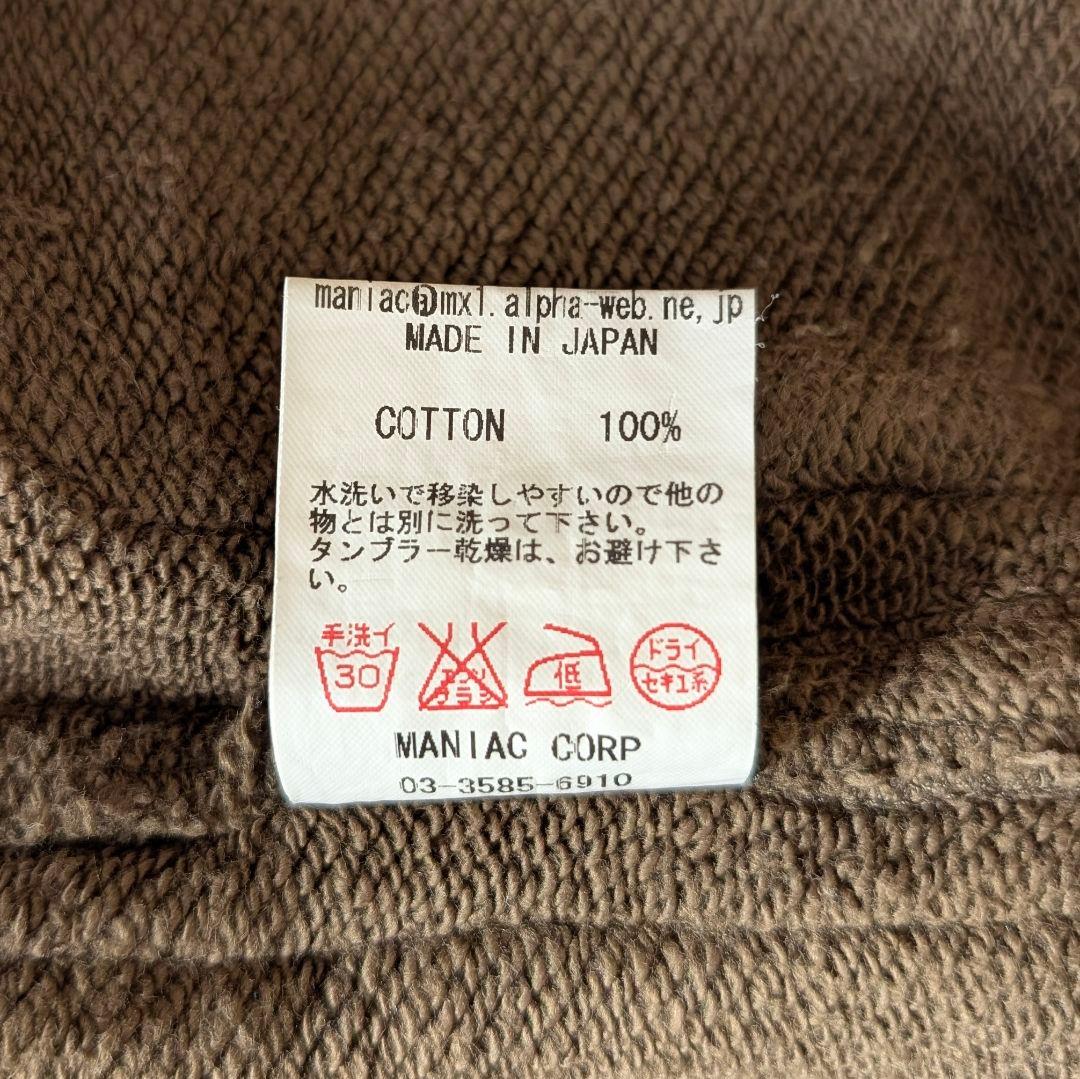 maniac@mx1.alpha-web.ne,jp
MADE IN JAPAN
COTTON 100%
水洗いで移染しやすいので他の
物とは別に洗って下さい。
タンブラー乾燥は、お避け下さ
い。
手洗イ
30
エンソ
サラシ
低
ドライ
セキユ系
MANIAC CORP
03-3585-6910